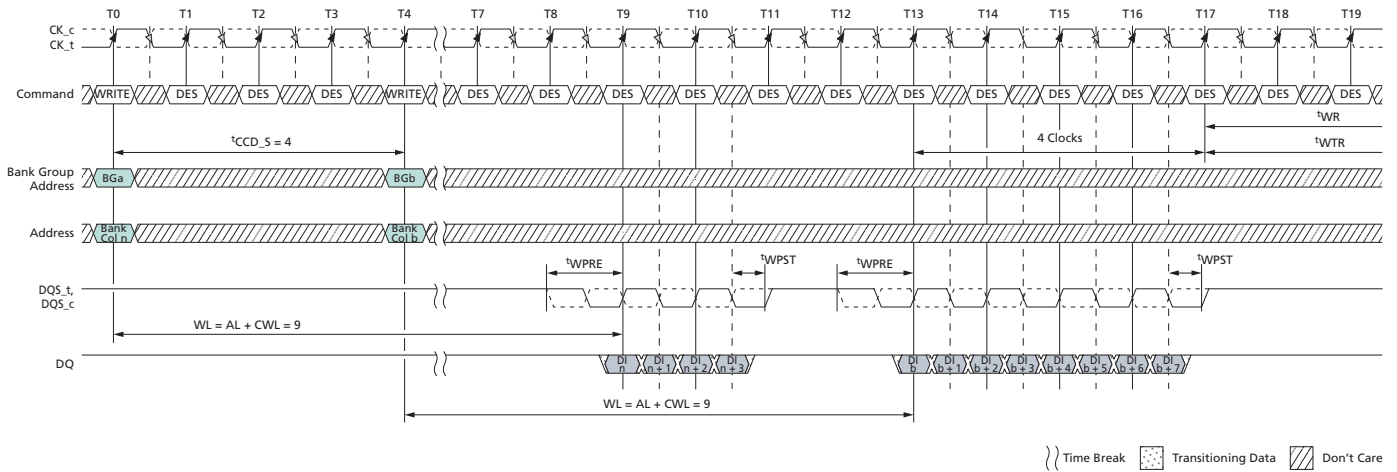 T0 T1 T2 T3 T4 T7 T8 T9 T10 T11 T12 T13 T14 T15 T16 T17 T18 T19
CK_c
CK_t
Command WRITE DES DES DES WRITE DES DES DES DES DES DES DES DES DES DES DES DES DES
tWR
tCCD_S = 4 4 Clocks tWTR
Bank Group
Address BGa BGb
Address Bank
Col n Bank
Col b
tWPRE tWPST tWPRE tWPST
DQS_t,
DQS_c
WL = AL + CWL = 9
DQ DI
n DI
n + 1 DI
n + 2 DI
n + 3 DI
b DI
b + 1 DI
b + 2 DI
b + 3 DI
b + 4 DI
b + 5 DI
b + 6 DI
b + 7
WL = AL + CWL = 9
Time Break Transitioning Data Don't Care